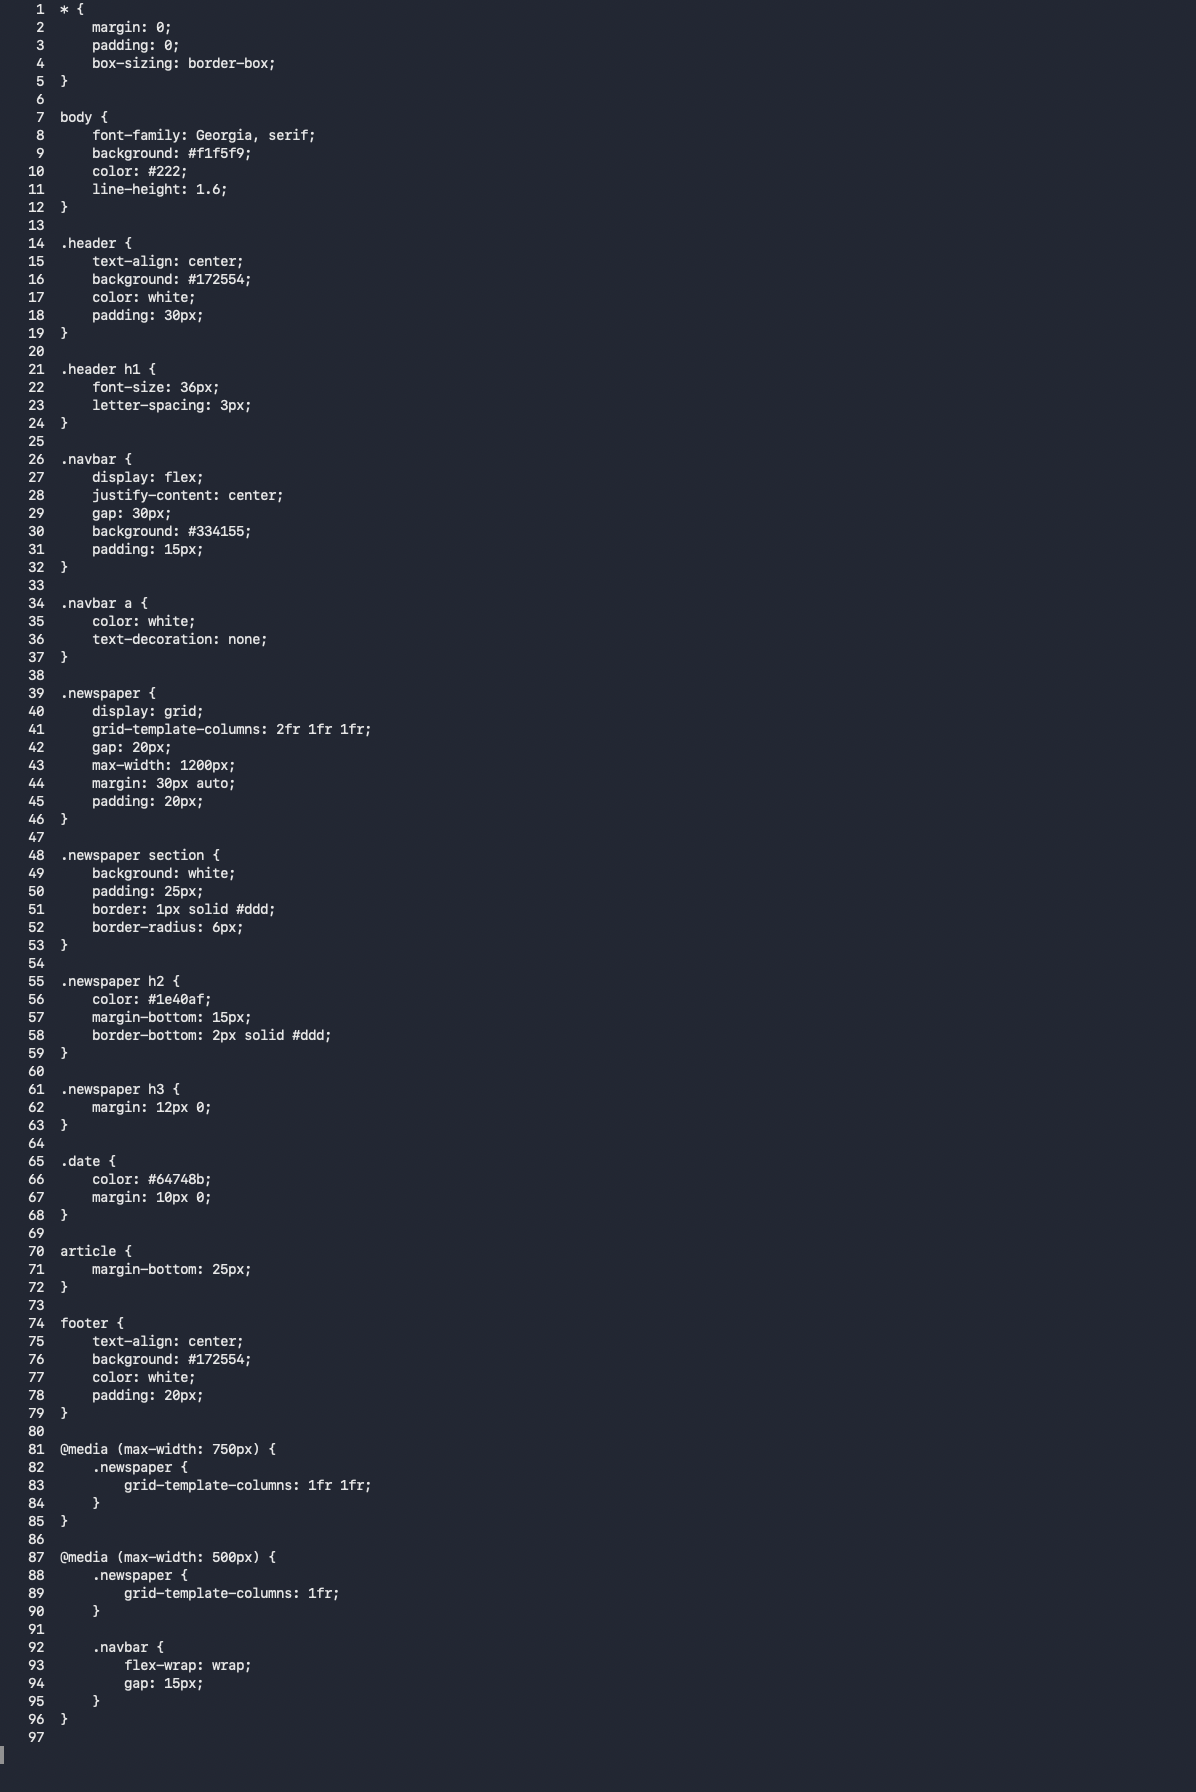 1 * {
2     margin: 0;
3     padding: 0;
4     box-sizing: border-box;
5 }
6
7 body {
8     font-family: Georgia, serif;
9     background: #f1f5f9;
10     color: #222;
11     line-height: 1.6;
12 }
13
14 .header {
15     text-align: center;
16     background: #172554;
17     color: white;
18     padding: 30px;
19 }
20
21 .header h1 {
22     font-size: 36px;
23     letter-spacing: 3px;
24 }
25
26 .navbar {
27     display: flex;
28     justify-content: center;
29     gap: 30px;
30     background: #334155;
31     padding: 15px;
32 }
33
34 .navbar a {
35     color: white;
36     text-decoration: none;
37 }
38
39 .newspaper {
40     display: grid;
41     grid-template-columns: 2fr 1fr 1fr;
42     gap: 20px;
43     max-width: 1200px;
44     margin: 30px auto;
45     padding: 20px;
46 }
47
48 .newspaper section {
49     background: white;
50     padding: 25px;
51     border: 1px solid #ddd;
52     border-radius: 6px;
53 }
54
55 .newspaper h2 {
56     color: #1e40af;
57     margin-bottom: 15px;
58     border-bottom: 2px solid #ddd;
59 }
60
61 .newspaper h3 {
62     margin: 12px 0;
63 }
64
65 .date {
66     color: #64748b;
67     margin: 10px 0;
68 }
69
70 article {
71     margin-bottom: 25px;
72 }
73
74 footer {
75     text-align: center;
76     background: #172554;
77     color: white;
78     padding: 20px;
79 }
80
81 @media (max-width: 750px) {
82     .newspaper {
83         grid-template-columns: 1fr 1fr;
84     }
85 }
86
87 @media (max-width: 500px) {
88     .newspaper {
89         grid-template-columns: 1fr;
90     }
91
92     .navbar {
93         flex-wrap: wrap;
94         gap: 15px;
95     }
96 }
97